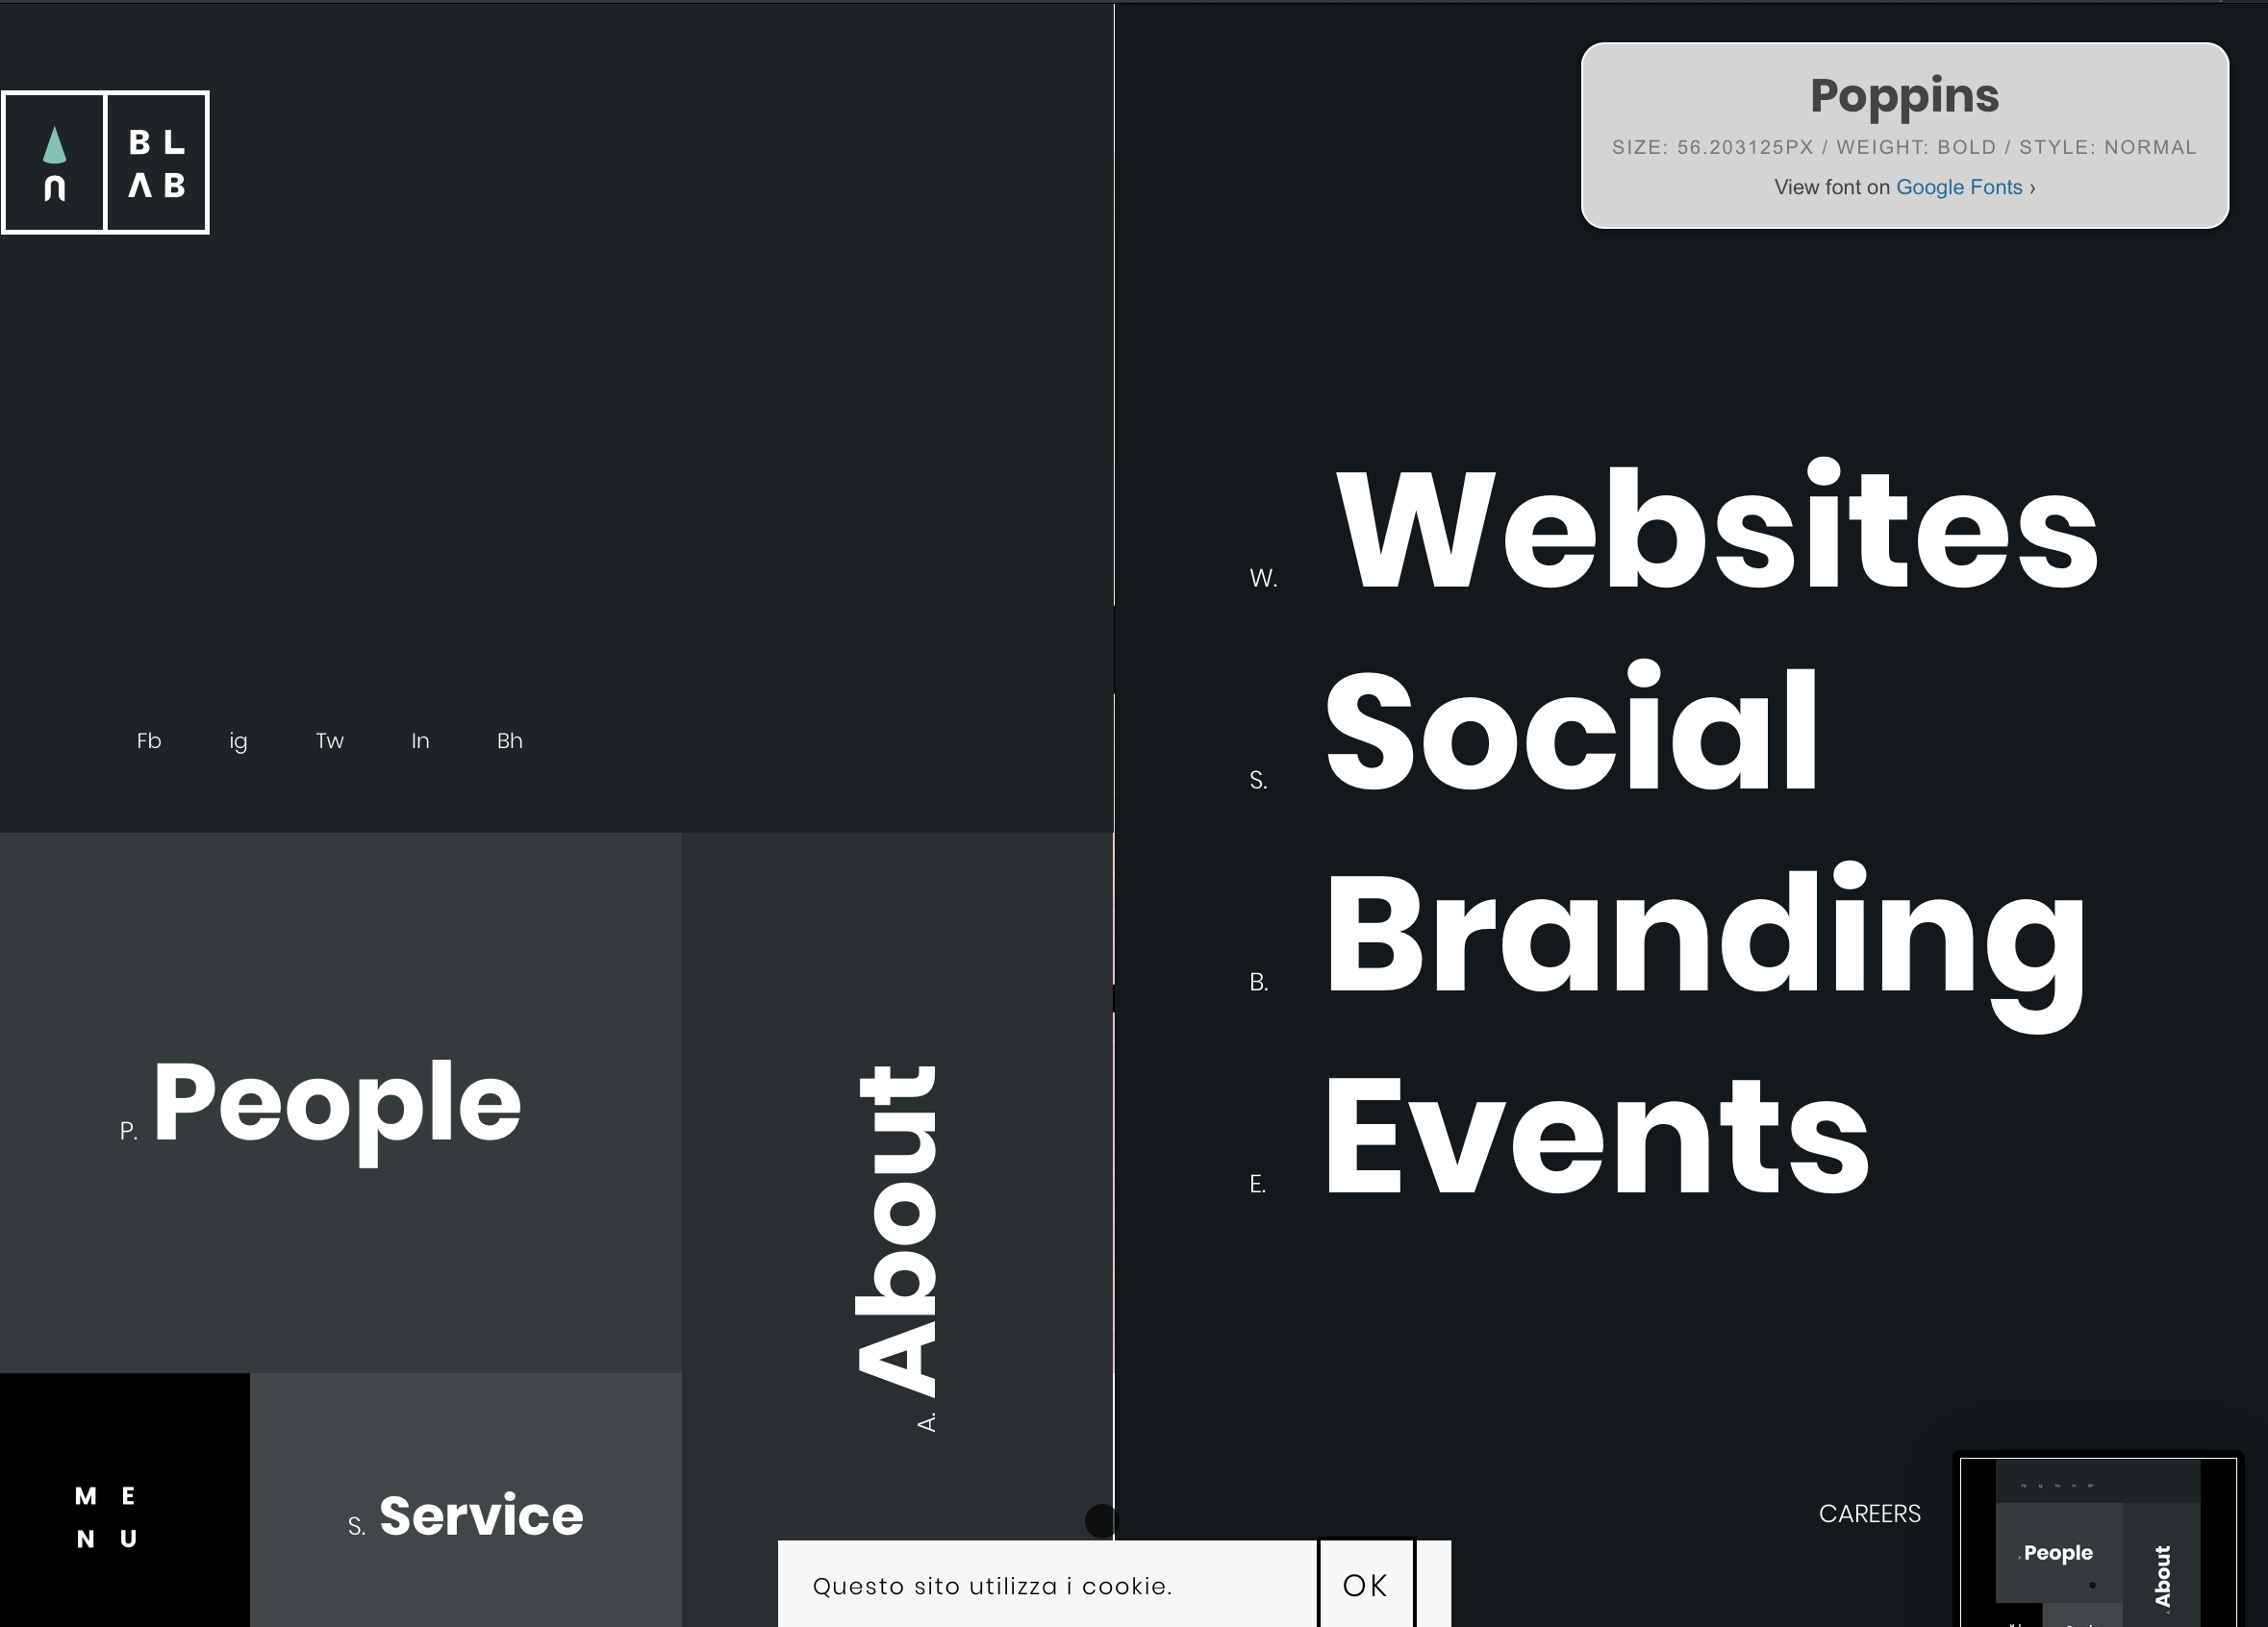 B L
Λ B
Poppins
SIZE: 56.203125PX / WEIGHT: BOLD / STYLE: NORMAL
View font on Google Fonts ›
W. Websites
S. Social
B. Branding
E. Events
Fb ig Tw In Bh
P. People
A. About
M E
N U
S. Service
CAREERS
Questo sito utilizza i cookie.
OK
People
About